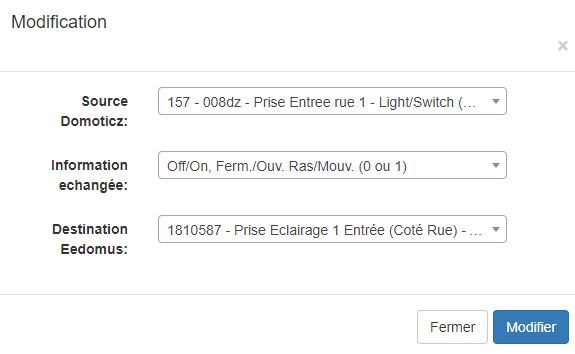 Modification
×
Source Domoticz:
157 - 008dz - Prise Entree rue 1 - Light/Switch (...
Information echangée:
Off/On, Ferm./Ouv. Ras/Mouv. (0 ou 1)
Destination Eedomus:
1810587 - Prise Eclairage 1 Entrée (Coté Rue) - ...
Fermer
Modifier